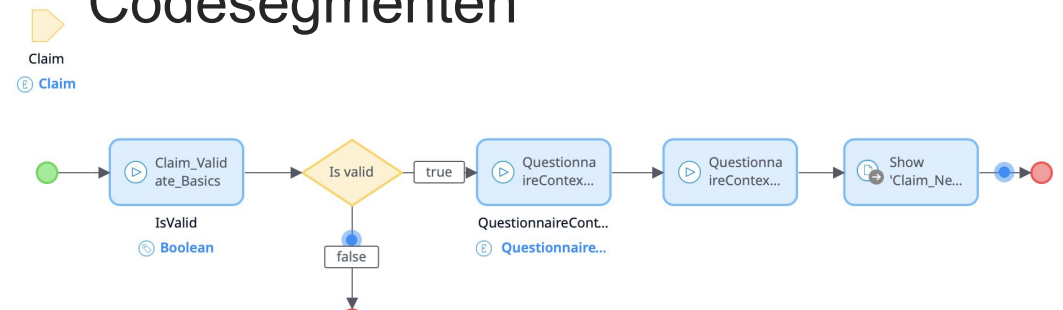 Codesegmenten
Claim
Claim
Claim_Valid
ate_Basics
Is valid
true
Questionna
ireContex...
Questionna
ireContex...
Show
'Claim_Ne...
IsValid
Boolean
QuestionnaireCont...
Questionnaire...
false